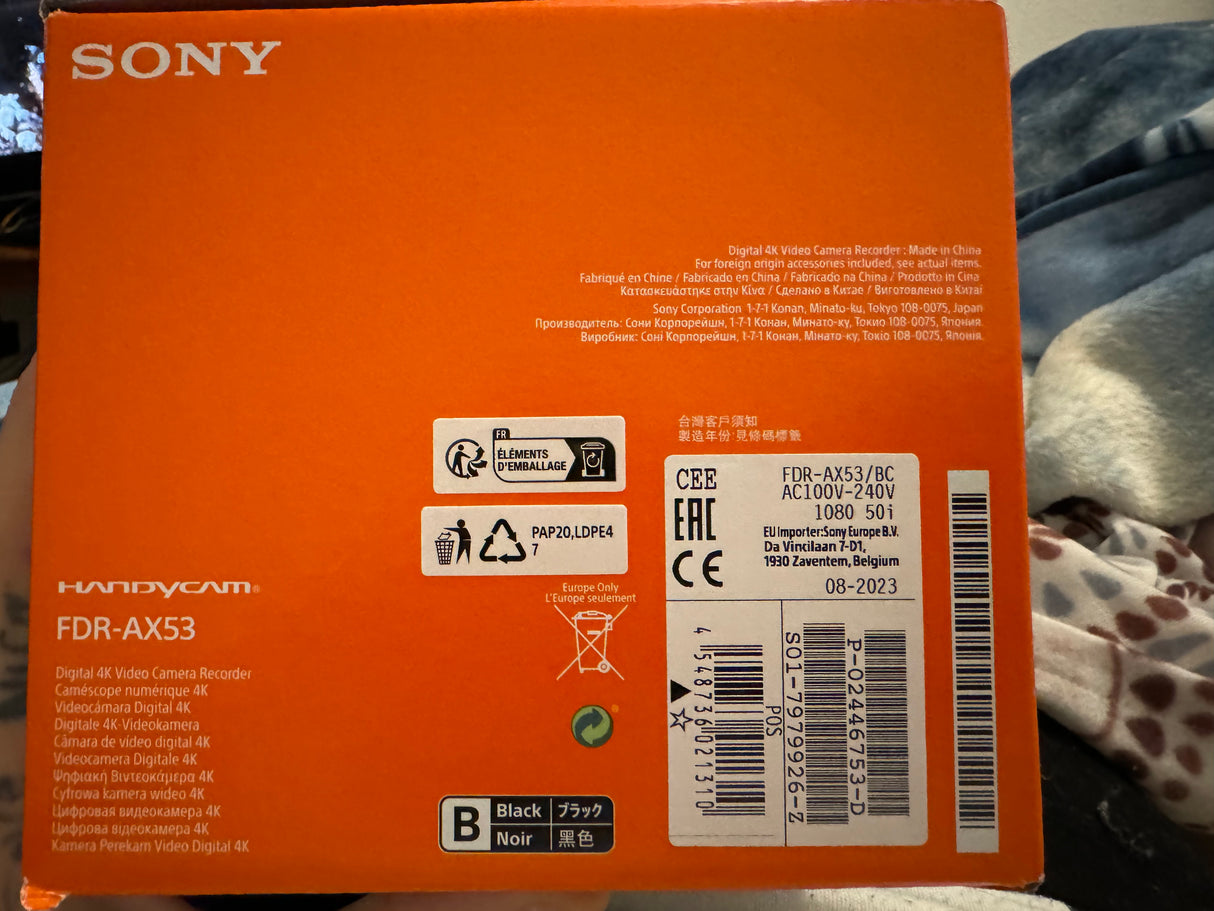 SONY
Digital 4K Video Camera Recorder : Made in China
For foreign origin accessories included, see actual items.
Fabriqué en Chine / Fabricado en China / Fabricado na China / Prodotto in Cina
Κατασκευάστηκε στην Κίνα / Сделано в Китае / Виготовлено в Китаї
Sony Corporation 1-7-1 Konan, Minato-ku, Tokyo 108-0075, Japan
Производитель: Сони Корпорейшн, 1-7-1 Конан, Минато-ку, Токио 108-0075, Япония.
Виробник: Соні Корпорейшн, 1-7-1 Конан, Мінато-ку, Токіо 108-0075, Японія.
台灣客戶須知
製造年份:見條碼標籤
FR
ÉLÉMENTS
D'EMBALLAGE
PAP20,LDPE4
7
Europe Only
L'Europe seulement
CEE
EAC
CE
FDR-AX53/BC
AC100V-240V
1080 50i
EU Importer:Sony Europe B.V.
Da Vincilaan 7-D1,
1930 Zaventem, Belgium
08-2023
4 548736 021310
POS
S01-7979926-Z
P-02446753-D
HANDYCAM®
FDR-AX53
Digital 4K Video Camera Recorder
Caméscope numérique 4K
Videocámara Digital 4K
Digitale 4K-Videokamera
Câmara de vídeo digital 4K
Videocamera Digitale 4K
Ψηφιακή Βιντεοκάμερα 4K
Cyfrowa kamera wideo 4K
Цифровая видеокамера 4K
Цифрова відеокамера 4K
Kamera Perekam Video Digital 4K
B
Black ブラック
Noir 黑色